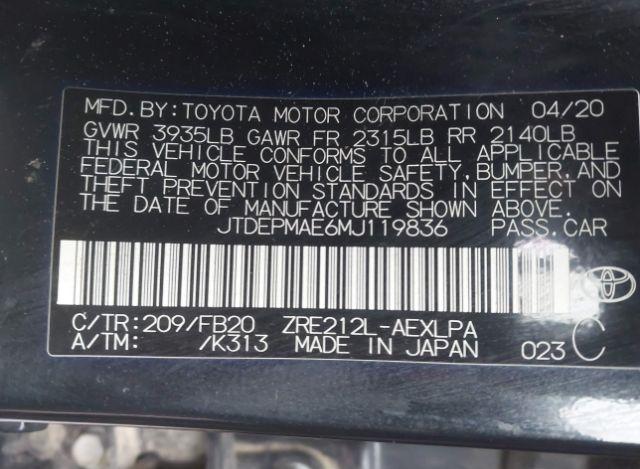 MFD.BY:TOYOTA MOTOR CORPORATION 04/20
GVWR 3935LB GAWR FR 2315LB RR 2140LB
THIS VEHICLE CONFORMS TO ALL APPLICABLE
FEDERAL MOTOR VEHICLE SAFETY,BUMPER,AND
THEFT PREVENTION STANDARDS IN EFFECT ON
THE DATE OF MANUFACTURE SHOWN ABOVE.
JTDEPMAE6MJ119836 PASS.CAR
C/TR:209/FB20 ZRE212L-AEXLPA
A/TM: /K313 MADE IN JAPAN 023 C